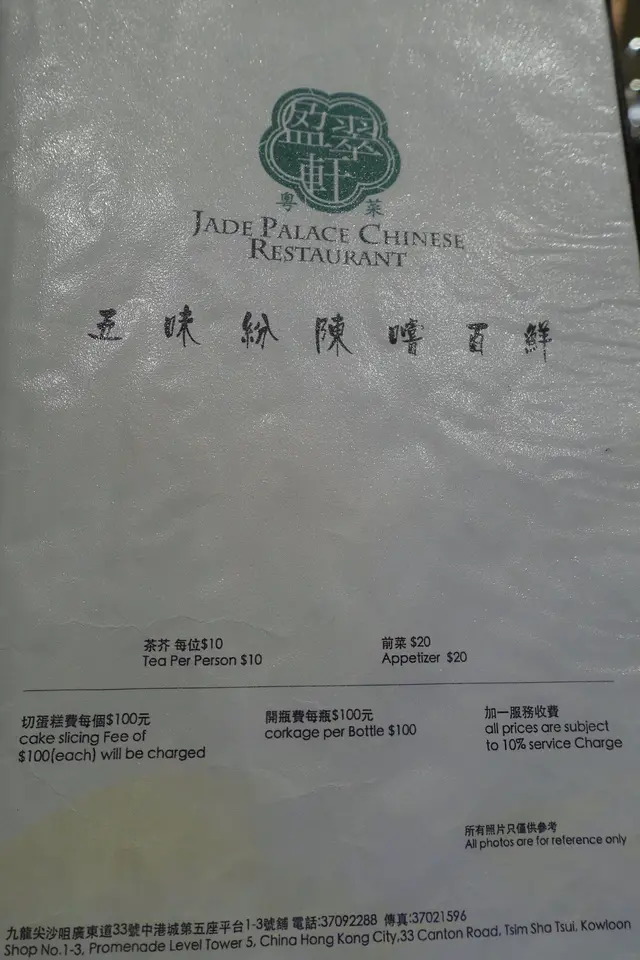 盈翠軒
粵菜
JADE PALACE CHINESE
RESTAURANT
五味紛陳嚐百鮮
茶芥 每位$10
Tea Per Person $10
前菜 $20
Appetizer $20
切蛋糕費每個$100元
cake slicing Fee of
$100(each) will be charged
開瓶費每瓶$100元
corkage per Bottle $100
加一服務收費
all prices are subject
to 10% service Charge
所有照片只僅供參考
All photos are for reference only
九龍尖沙咀廣東道33號中港城第五座平台1-3號舖 電話:37092288 傳真:37021596
Shop No.1-3, Promenade Level Tower 5, China Hong Kong City,33 Canton Road, Tsim Sha Tsui, Kowloon